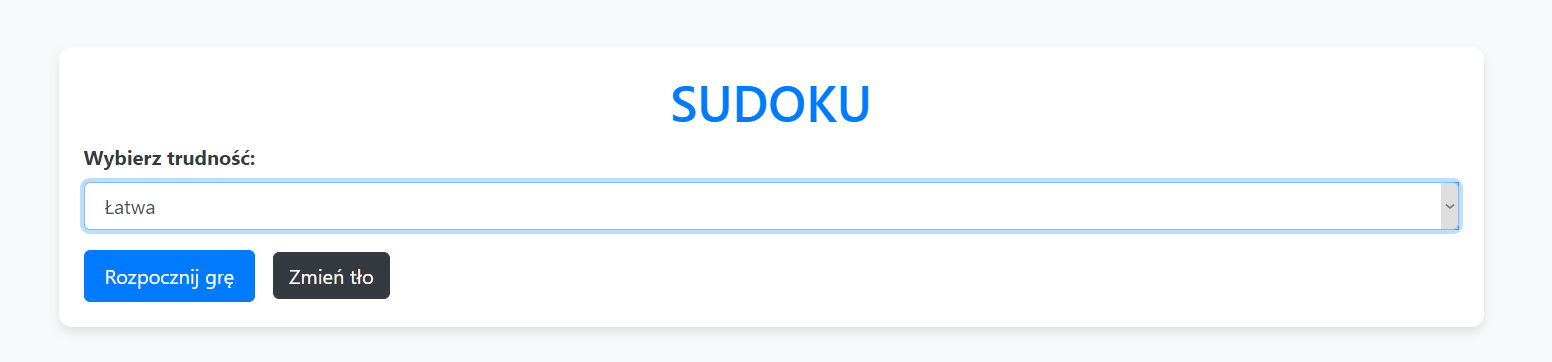 SUDOKU
Wybierz trudność:
Łatwa
Rozpocznij grę
Zmień tło